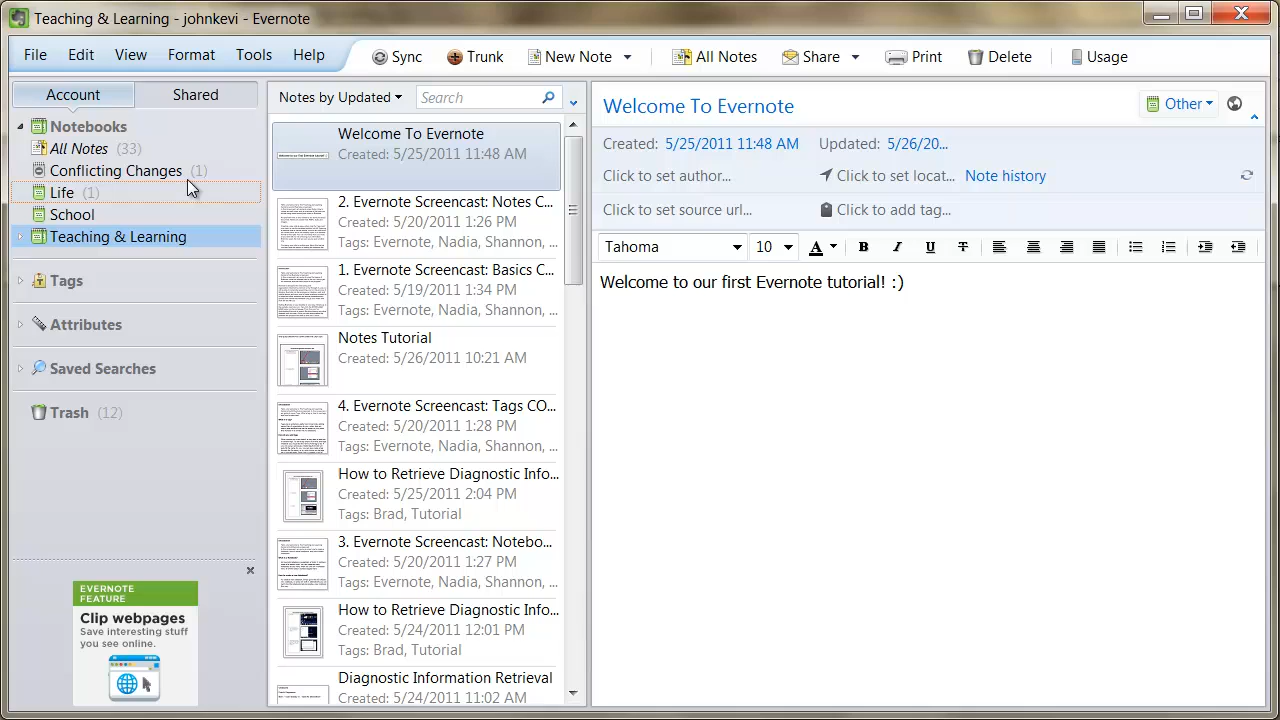 Teaching & Learning - johnkevi - Evernote
File Edit View Format Tools Help
Sync Trunk New Note All Notes Share Print Delete Usage
Account Shared
Notebooks
All Notes (33)
Conflicting Changes (1)
Life (1)
School
Teaching & Learning
Tags
Attributes
Saved Searches
Trash (12)
EVERNOTE
FEATURE
Clip webpages
Save interesting stuff
you see online.
Notes by Updated Search
Welcome To Evernote
Created: 5/25/2011 11:48 AM
2. Evernote Screencast: Notes C...
Created: 5/20/2011 1:26 PM
Tags: Evernote, Nadia, Shannon, ...
1. Evernote Screencast: Basics C...
Created: 5/19/2011 1:34 PM
Tags: Evernote, Nadia, Shannon, ...
Notes Tutorial
Created: 5/26/2011 10:21 AM
4. Evernote Screencast: Tags CO...
Created: 5/20/2011 1:28 PM
Tags: Evernote, Nadia, Shannon, ...
How to Retrieve Diagnostic Info...
Created: 5/25/2011 2:04 PM
Tags: Brad, Tutorial
3. Evernote Screencast: Notebo...
Created: 5/20/2011 1:27 PM
Tags: Evernote, Nadia, Shannon, ...
How to Retrieve Diagnostic Info...
Created: 5/24/2011 12:01 PM
Tags: Brad, Tutorial
Diagnostic Information Retrieval
Created: 5/24/2011 11:02 AM
Welcome To Evernote Other
Created: 5/25/2011 11:48 AM Updated: 5/26/20...
Click to set author... Click to set locat... Note history
Click to set source url... Click to add tag...
Tahoma 10 A B I U T
Welcome to our first Evernote tutorial! :)